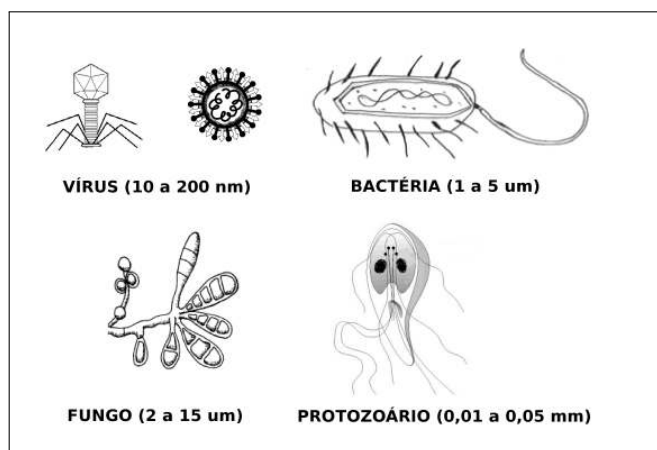 VÍRUS (10 a 200 nm)
BACTÉRIA (1 a 5 um)
FUNGO (2 a 15 um)
PROTOZOÁRIO (0,01 a 0,05 mm)